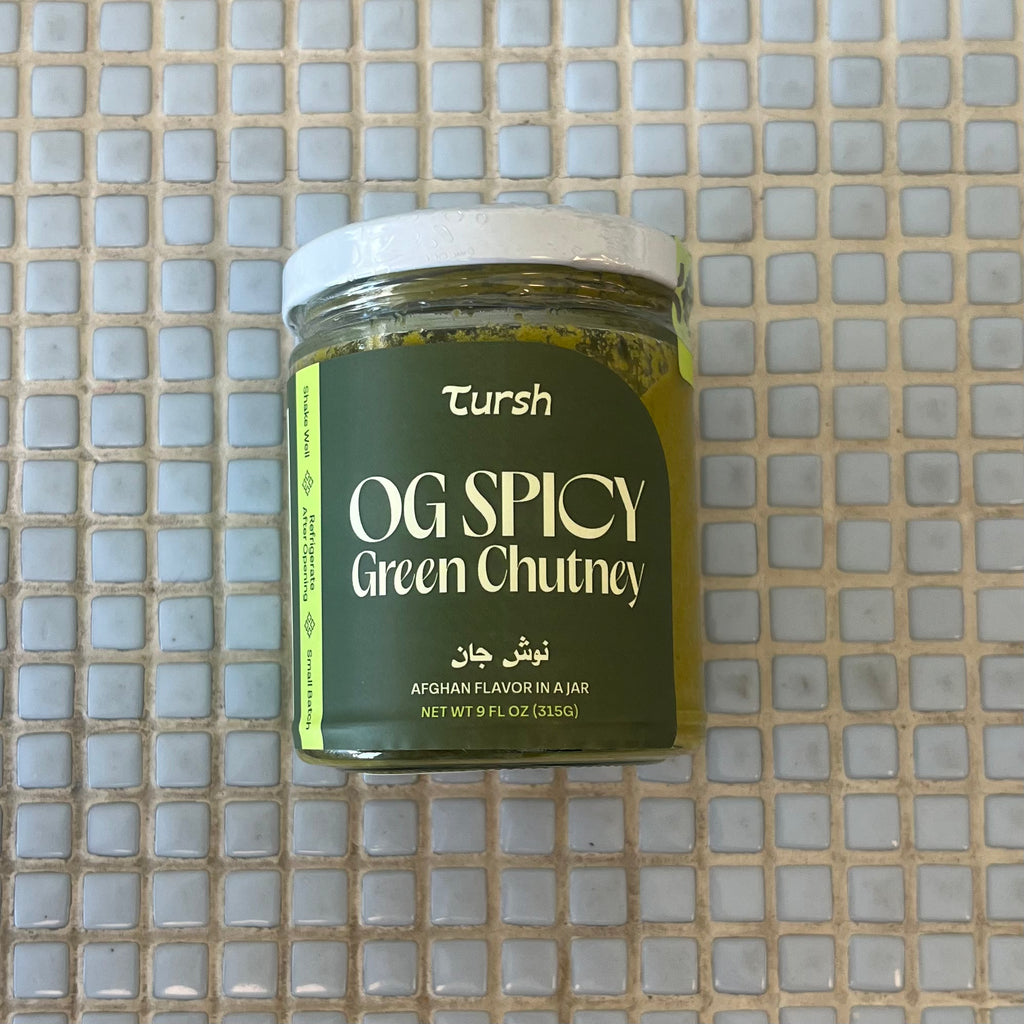 Tursh
OG SPICY
Green Chutney
نوش جان
AFGHAN FLAVOR IN A JAR
NET WT 9 FL OZ (315G)
Shake Well
Refrigerate
After Opening
Small Batch